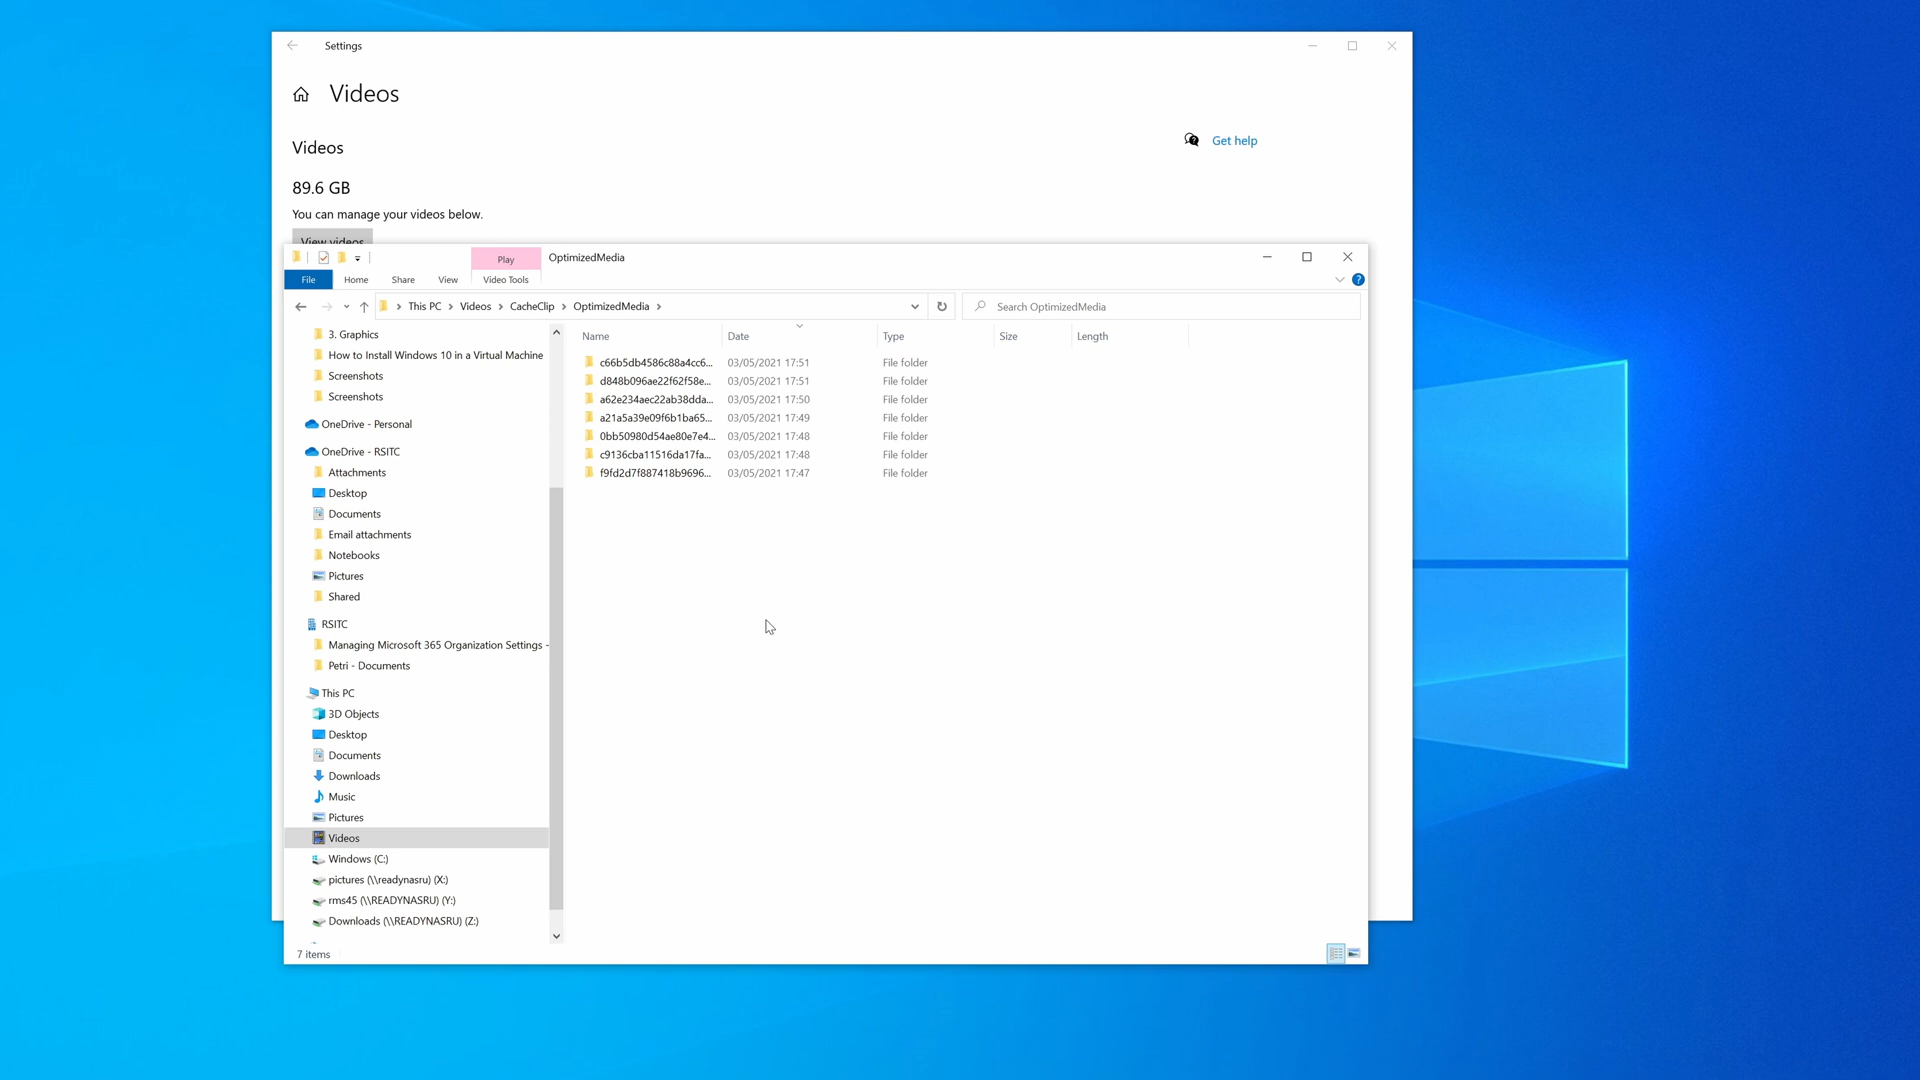 Settings
Videos
Videos
Get help
89.6 GB
You can manage your videos below.
View videos
Play
OptimizedMedia
File
Home
Share
View
Video Tools
This PC > Videos > CacheClip > OptimizedMedia >
Search OptimizedMedia
Name
Date
Type
Size
Length
3. Graphics
How to Install Windows 10 in a Virtual Machine
Screenshots
Screenshots
OneDrive - Personal
OneDrive - RSITC
Attachments
Desktop
Documents
Email attachments
Notebooks
Pictures
Shared
RSITC
Managing Microsoft 365 Organization Settings -
Petri - Documents
This PC
3D Objects
Desktop
Documents
Downloads
Music
Pictures
Videos
Windows (C:)
pictures (\\readynasru) (X:)
rms45 (\\READYNASRU) (Y:)
Downloads (\\READYNASRU) (Z:)
c66b5db4586c88a4cc6... 03/05/2021 17:51 File folder
d848b096ae22f62f58e... 03/05/2021 17:51 File folder
a62e234aec22ab38dda... 03/05/2021 17:50 File folder
a21a5a39e09f6b1ba65... 03/05/2021 17:49 File folder
0bb50980d54ae80e7e4... 03/05/2021 17:48 File folder
c9136cba11516da17fa... 03/05/2021 17:48 File folder
f9fd2d7f887418b9696... 03/05/2021 17:47 File folder
7 items